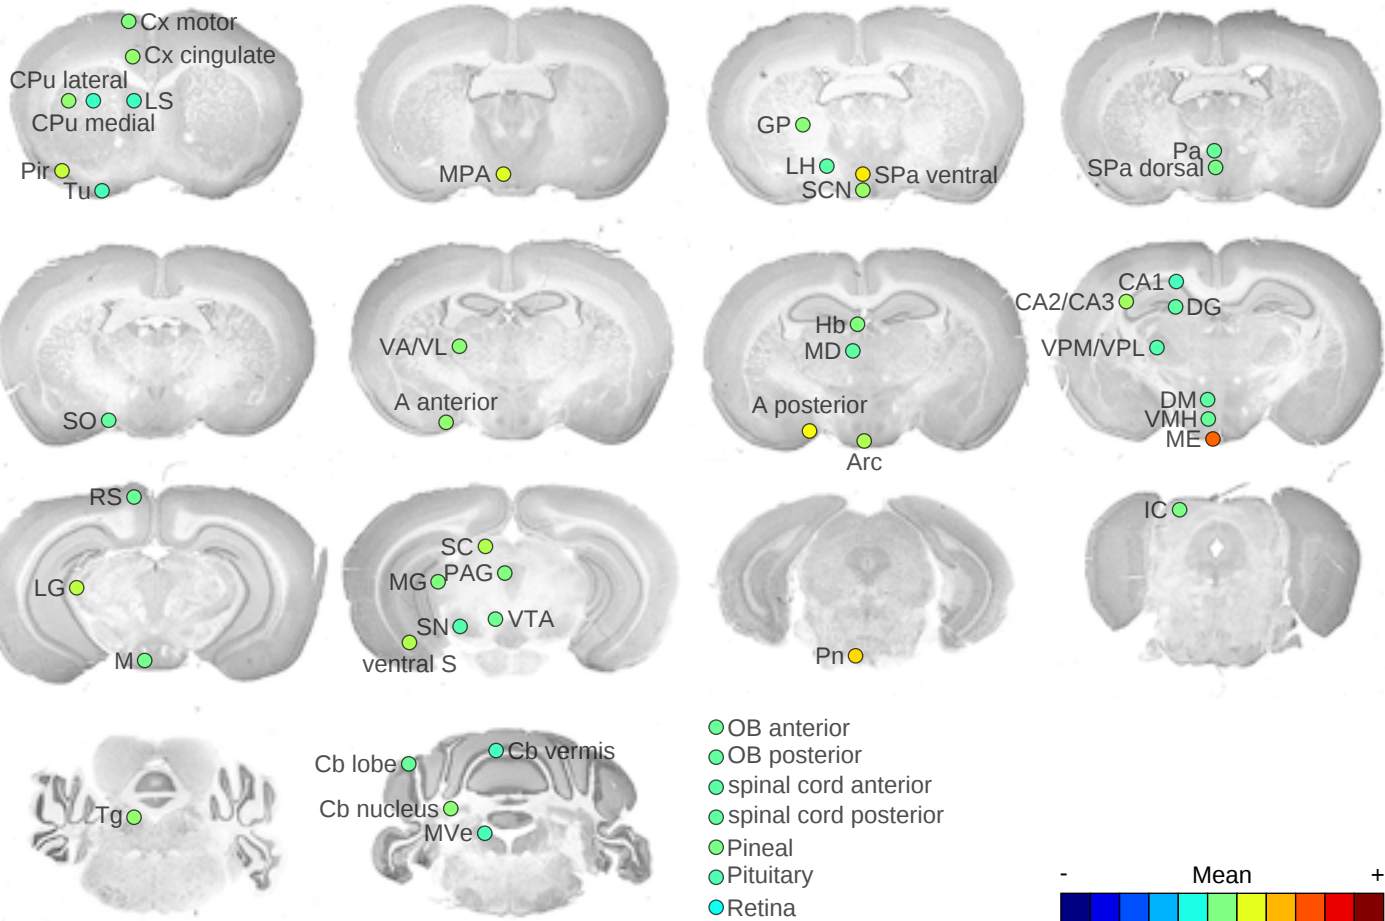 Cx motor
Cx cingulate
CPu lateral
LS
CPu medial
Pir
Tu
MPA
GP
LH
SPa ventral
SCN
Pa
SPa dorsal
SO
VA/VL
A anterior
Hb
MD
A posterior
Arc
CA1
CA2/CA3
DG
VPM/VPL
DM
VMH
ME
RS
LG
M
SC
MG
PAG
SN
VTA
ventral S
Pn
IC
Tg
Cb lobe
Cb vermis
Cb nucleus
MVe
OB anterior
OB posterior
spinal cord anterior
spinal cord posterior
Pineal
Pituitary
Retina
- Mean +